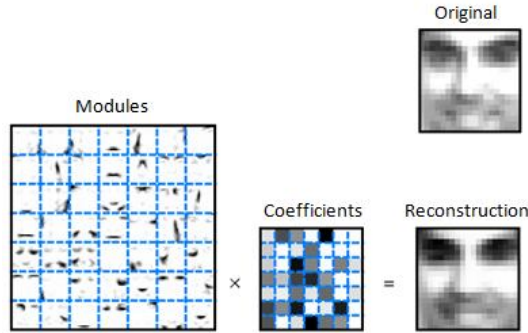 Original
Modules
Coefficients
Reconstruction
× =